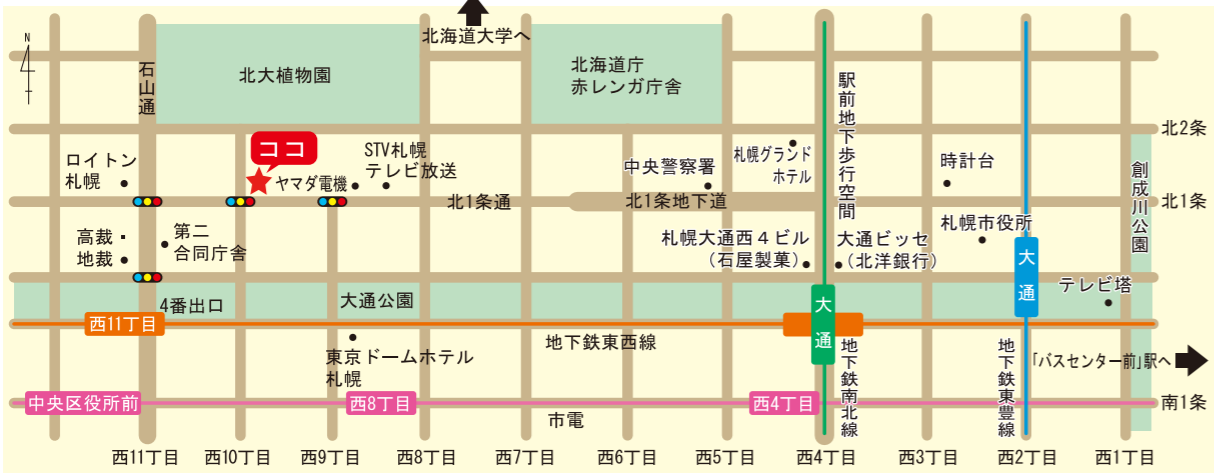 北海道大学へ
N
石山通
北大植物園
北海道庁
赤レンガ庁舎
駅前地下歩行空間
北2条
ココ
ロイトン
札幌
ヤマダ電機
STV札幌
テレビ放送
中央警察署
札幌グランド
ホテル
時計台
創成川公園
北1条通
北1条地下道
北1条
高裁・
地裁
第二
合同庁舎
札幌大通西4ビル
(石屋製菓)
大通ビッセ
(北洋銀行)
札幌市役所
大通
テレビ塔
4番出口
大通公園
大通
西11丁目
地下鉄東西線
東京ドームホテル
札幌
地下鉄南北線
地下鉄東豊線
「バスセンター前」駅へ
中央区役所前
西8丁目
西4丁目
南1条
市電
西11丁目
西10丁目
西9丁目
西8丁目
西7丁目
西6丁目
西5丁目
西4丁目
西3丁目
西2丁目
西1丁目